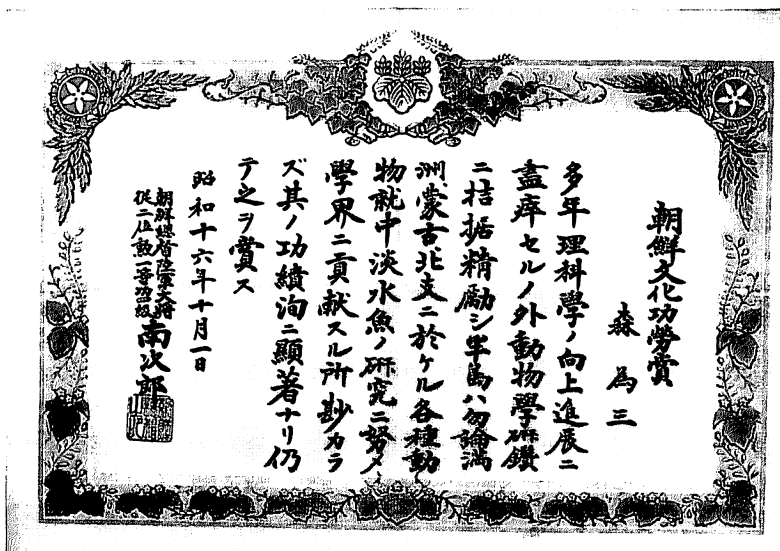 朝鮮文化功勞賞
森為三
多年理科學ノ向上進展ニ
盡瘁セルノ外動物學硏鑽
ニ拮据精勵シ半島ハ勿論滿
洲、蒙古北支ニ於ケル各種動
物就中淡水魚ノ硏究ニ努メ
學界ニ貢献スル所尠カラ
ズ其ノ功績洵ニ顯著ナリ仍
テ之ヲ賞ス
昭和十六年十月一日
朝鮮總督陸軍大將
從二位勲一等功四級
南次郎